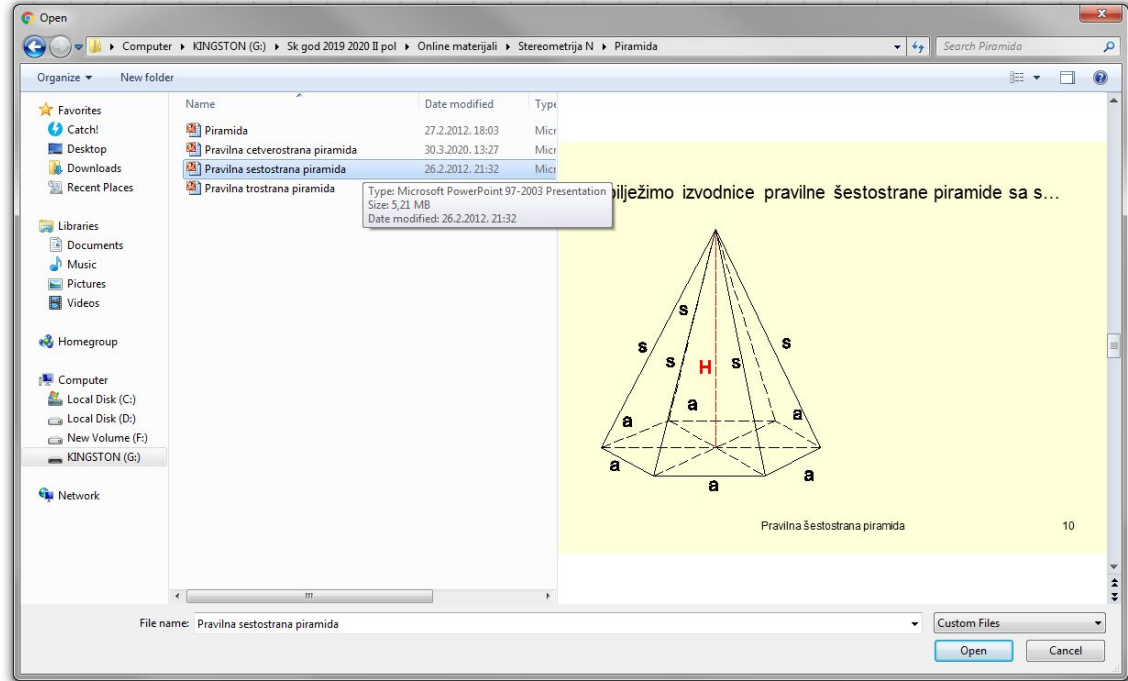 Open
Computer ▸ KINGSTON (G:) ▸ Sk god 2019 2020 II pol ▸ Online materijali ▸ Stereometrija N ▸ Piramida
Search Piramida
Organize
New folder
Name
Date modified
Type
Favorites
Catch!
Desktop
Downloads
Recent Places
Libraries
Documents
Music
Pictures
Videos
Homegroup
Computer
Local Disk (C:)
Local Disk (D:)
New Volume (F:)
KINGSTON (G:)
Network
Piramida 27.2.2012. 18:03 Micr
Pravilna cetverostrana piramida 30.3.2020. 13:27 Micr
Pravilna sestostrana piramida 26.2.2012. 21:32 Micr
Pravilna trostrana piramida
Type: Microsoft PowerPoint 97-2003 Presentation
Size: 5,21 MB
Date modified: 26.2.2012. 21:32
izvodnice pravilne šestostrane piramide sa s...
s
s
s
s
s
H
a
a
a
a
a
a
Pravilna šestostrana piramida
10
File name:
Pravilna sestostrana piramida
Custom Files
Open
Cancel